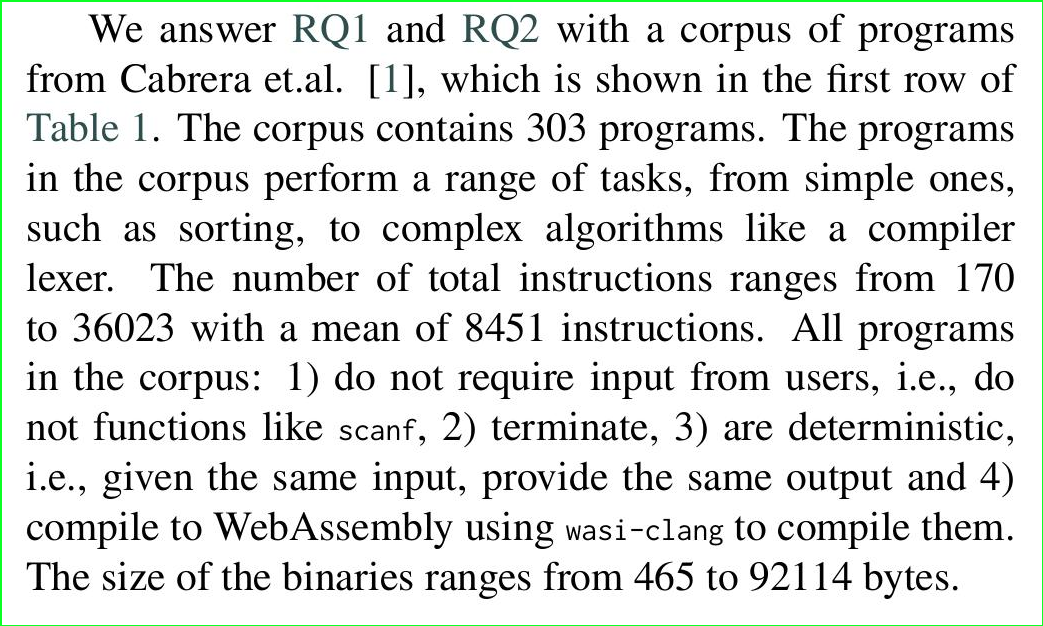 We answer RQ1 and RQ2 with a corpus of programs
from Cabrera et.al. [1], which is shown in the first row of
Table 1. The corpus contains 303 programs. The programs
in the corpus perform a range of tasks, from simple ones,
such as sorting, to complex algorithms like a compiler
lexer. The number of total instructions ranges from 170
to 36023 with a mean of 8451 instructions. All programs
in the corpus: 1) do not require input from users, i.e., do
not functions like scanf, 2) terminate, 3) are deterministic,
i.e., given the same input, provide the same output and 4)
compile to WebAssembly using wasi-clang to compile them.
The size of the binaries ranges from 465 to 92114 bytes.